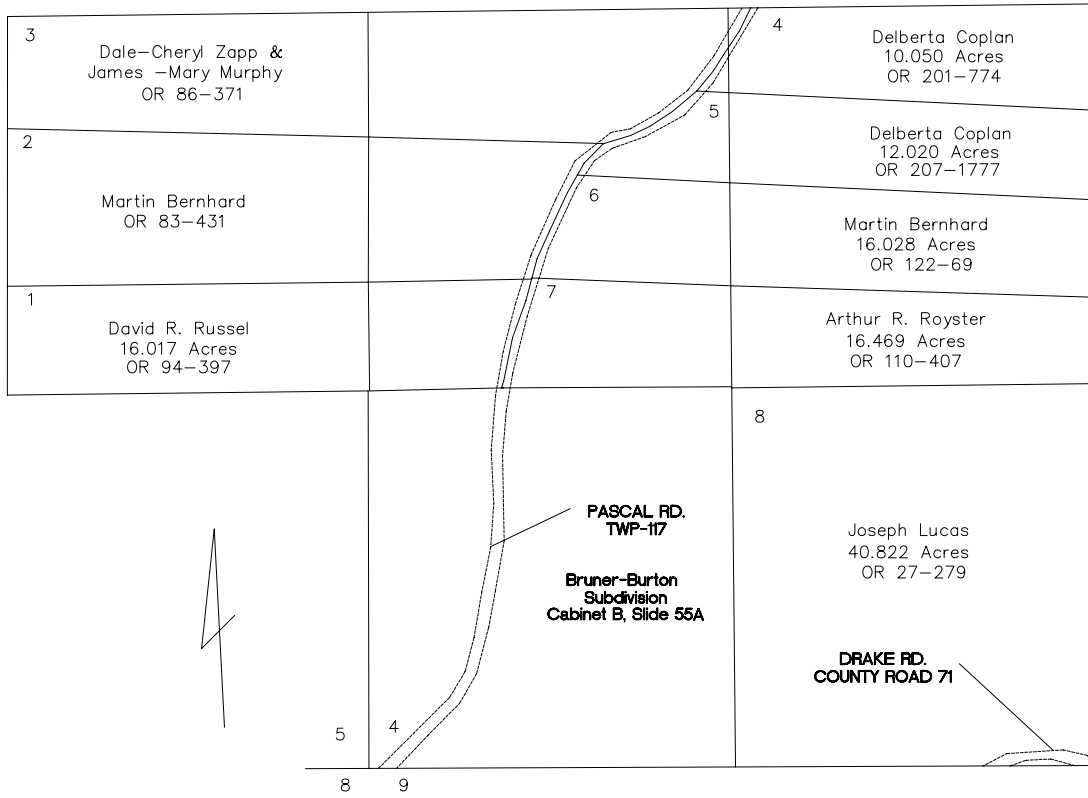 3
Dale-Cheryl Zapp &
James -Mary Murphy
OR 86-371
4
Delberta Coplan
10.050 Acres
OR 201-774
5
2
Martin Bernhard
OR 83-431
Delberta Coplan
12.020 Acres
OR 207-1777
6
Martin Bernhard
16.028 Acres
OR 122-69
1
David R. Russel
16.017 Acres
OR 94-397
7
Arthur R. Royster
16.469 Acres
OR 110-407
8
PASCAL RD.
TWP-117
Bruner-Burton
Subdivision
Cabinet B, Slide 55A
Joseph Lucas
40.822 Acres
OR 27-279
DRAKE RD.
COUNTY ROAD 71
5 4
8 9